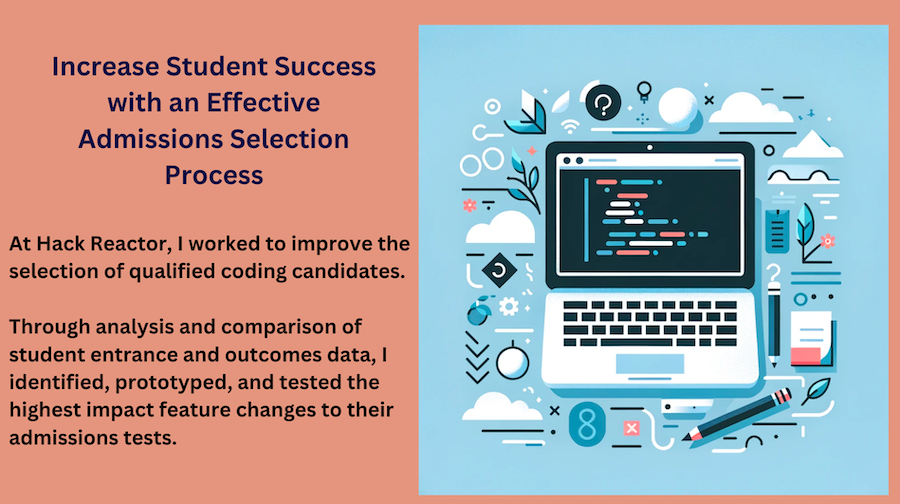 Increase Student Success
with an Effective
Admissions Selection
Process
At Hack Reactor, I worked to improve the
selection of qualified coding candidates.
Through analysis and comparison of
student entrance and outcomes data, I
identified, prototyped, and tested the
highest impact feature changes to their
admissions tests.